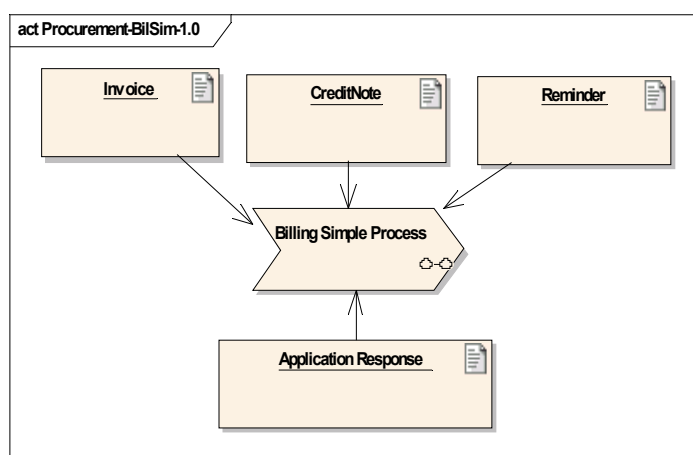 act Procurement-BilSim-1.0
Invoice
CreditNote
Reminder
Billing Simple Process
Application Response